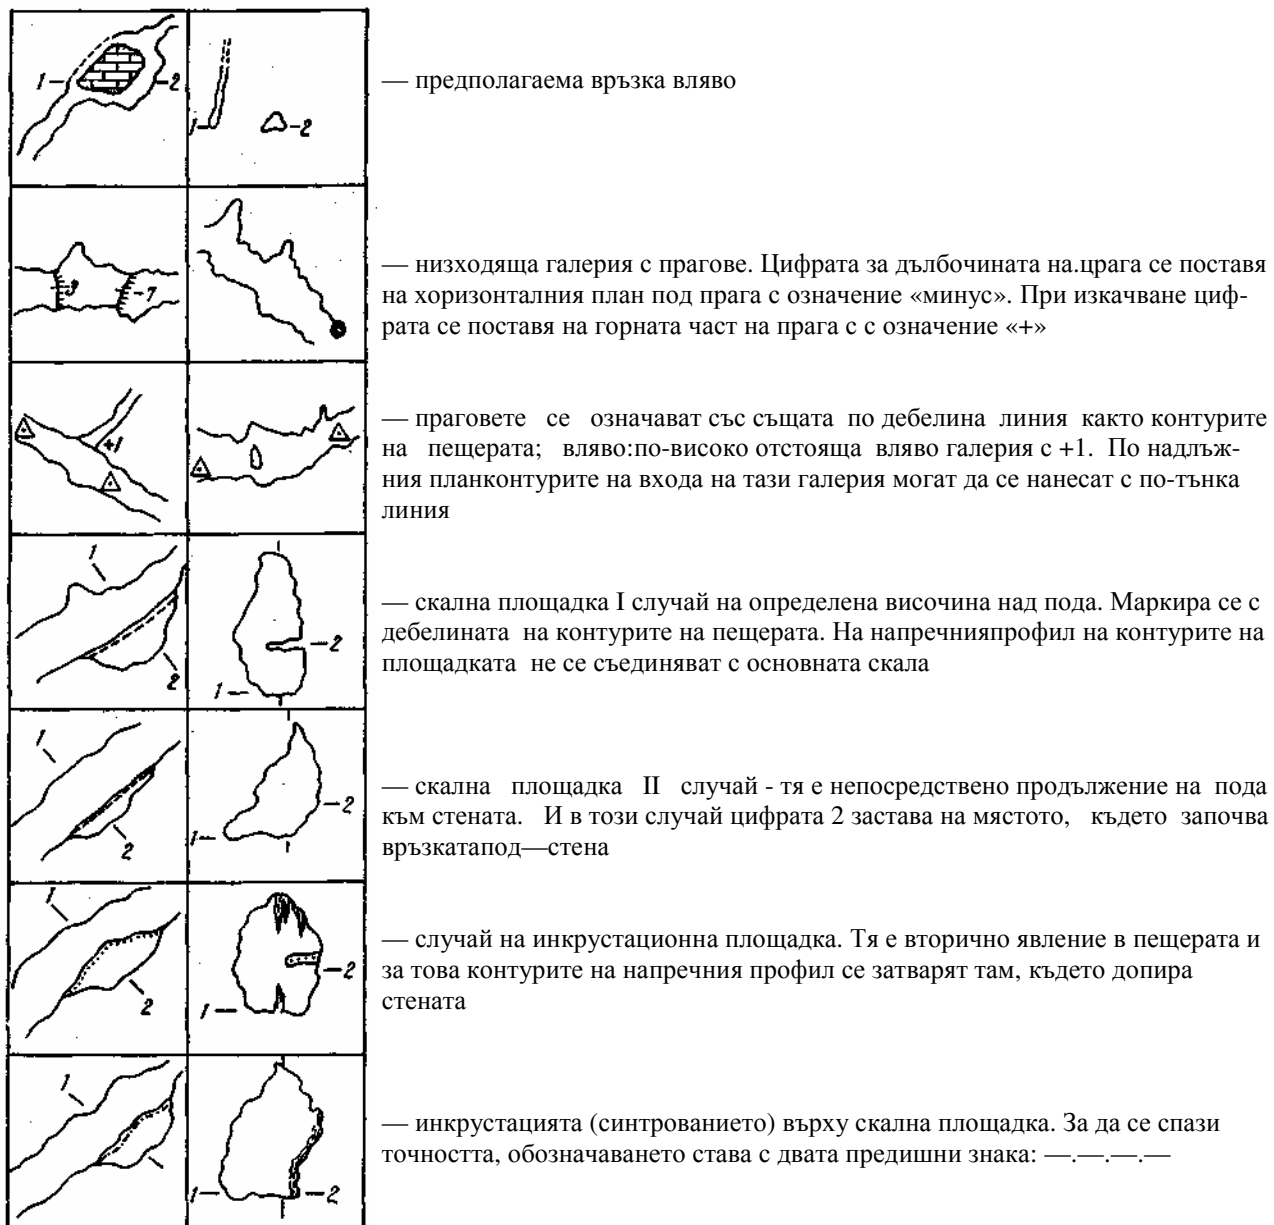 1 2 1 2
— предполагаема връзка вляво
3 -7
— низходяща галерия с прагове. Цифрата за дълбочината на.црага се поставя
на хоризонталния план под прага с означение «минус». При изкачване циф-
рата се поставя на горната част на прага с с означение «+»
+1
— праговете се означават със същата по дебелина линия както контурите
на пещерата; вляво:по-високо отстояща вляво галерия с +1. По надлъж-
ния планконтурите на входа на тази галерия могат да се нанесат с по-тънка
линия
1 2 1 2
— скална площадка I случай на определена височина над пода. Маркира се с
дебелината на контурите на пещерата. На напречнияпрофил на контурите на
площадката не се съединяват с основната скала
1 2 1 2
— скална площадка II случай - тя е непосредствено продължение на пода
към стената. И в този случай цифрата 2 застава на мястото, където започва
връзкатапод—стена
1 2 1 2
— случай на инкрустационна площадка. Тя е вторично явление в пещерата и
за това контурите на напречния профил се затварят там, където допира
стената
1 1 2
— инкрустацията (синтрованието) върху скална площадка. За да се спази
точността, обозначаването става с двата предишни знака: —.—.—.—